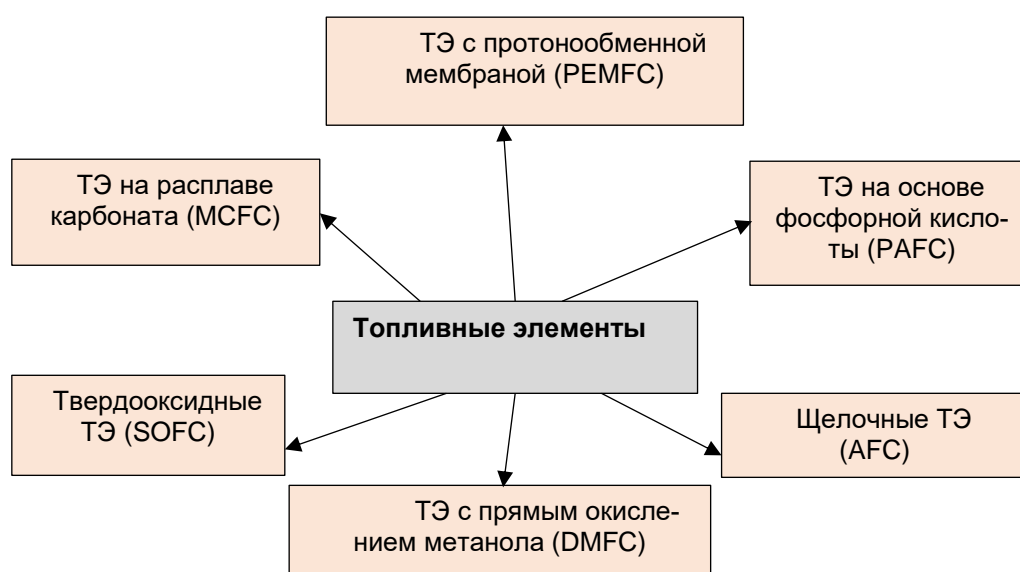 ТЭ с протонообменной
мембраной (PEMFC)
ТЭ на расплаве
карбоната (MCFC)
ТЭ на основе
фосфорной кисло-
ты (PAFC)
Топливные элементы
Твердооксидные
ТЭ (SOFC)
Щелочные ТЭ
(AFC)
ТЭ с прямым окисле-
нием метанола (DMFC)